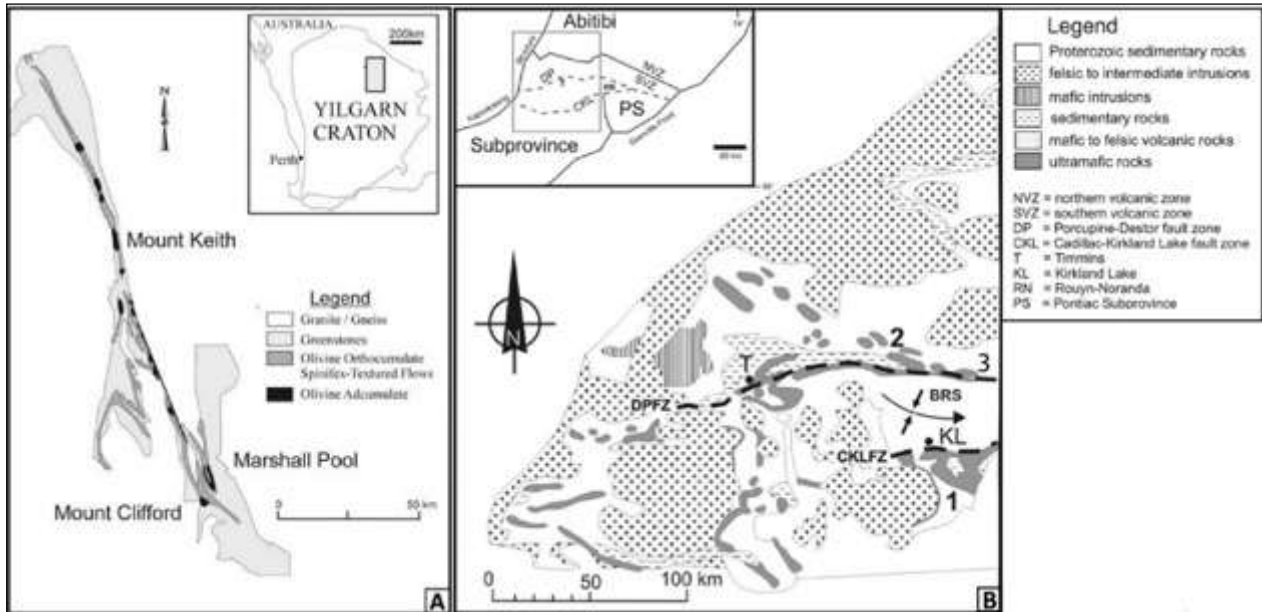 AUSTRALIA
200km
YILGARN
CRATON
Perth
N
Mount Keith
Legend
Granite / Gneiss
Greenstones
Olivine Orthocumulate
Spinifex-Textured Flows
Olivine Adcumulate
Marshall Pool
Mount Clifford
0
50 km
A
Abitibi
NVZ
SVZ
DP
CKL
PS
Subprovince
N
2
T
3
DPFZ
BRS
KL
CKLFZ
1
0
50
100 km
B
Legend
Proterozoic sedimentary rocks
felsic to intermediate intrusions
mafic intrusions
sedimentary rocks
mafic to felsic volcanic rocks
ultramafic rocks
NVZ = northern volcanic zone
SVZ = southern volcanic zone
DP = Porcupine-Destor fault zone
CKL = Cadillac-Kirkland Lake fault zone
T = Timmins
KL = Kirkland Lake
RN = Rouyn-Noranda
PS = Pontiac Subprovince